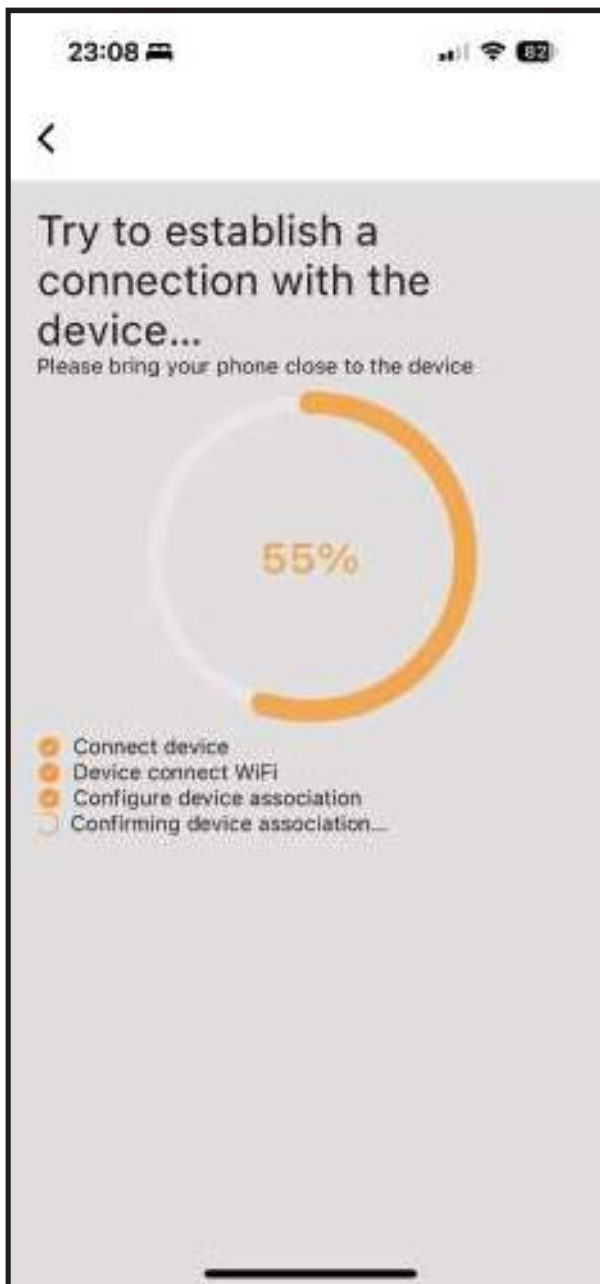 23:08
82
Try to establish a
connection with the
device...
Please bring your phone close to the device
55%
Connect device
Device connect WiFi
Configure device association
Confirming device association...